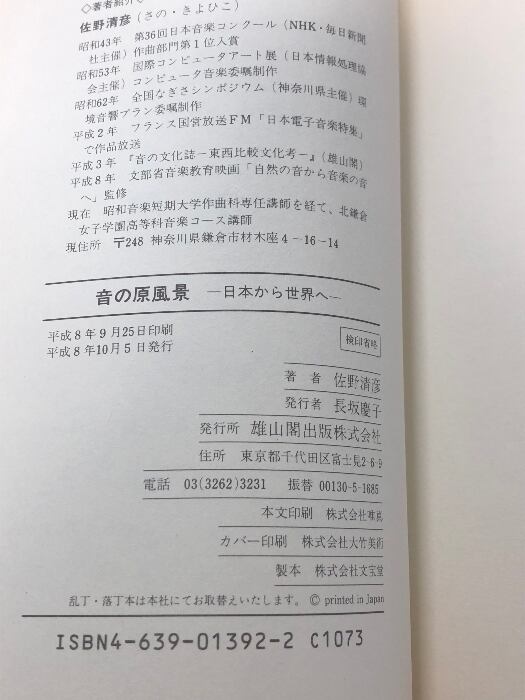 ◇著者紹介◇
佐野清彦(さの・きよひこ)
昭和43年 第36回日本音楽コンクール(NHK・毎日新聞
社主催)作曲部門第1位入賞
昭和53年 国際コンピュータアート展(日本情報処理協
会主催)コンピュータ音楽委嘱制作
昭和62年 全国なぎさシンポジウム(神奈川県主催)環
境音響プラン委嘱制作
平成2年 フランス国営放送FM「日本電子音楽特集」
で作品放送
平成3年 『音の文化誌―東西比較文化考―』(雄山閣)
平成8年 文部省音楽教育映画「自然の音から音楽の音
へ」監修
現在 昭和音楽短期大学作曲科専任講師を経て、北鎌倉
女子学園高等科音楽コース講師
現住所 〒248 神奈川県鎌倉市材木座4-16-14
音の原風景 ―日本から世界へ―
平成8年9月25日印刷
平成8年10月5日発行
検印省略
著者 佐野清彦
発行者 長坂慶子
発行所 雄山閣出版株式会社
住所 東京都千代田区富士見2-6-9
電話 03(3262)3231 振替 00130-5-1685
本文印刷 株式会社唯真
カバー印刷 株式会社大竹美術
製本 株式会社文宝堂
乱丁・落丁本は本社にてお取替えいたします。 © printed in Japan
ISBN4-639-01392-2 C1073